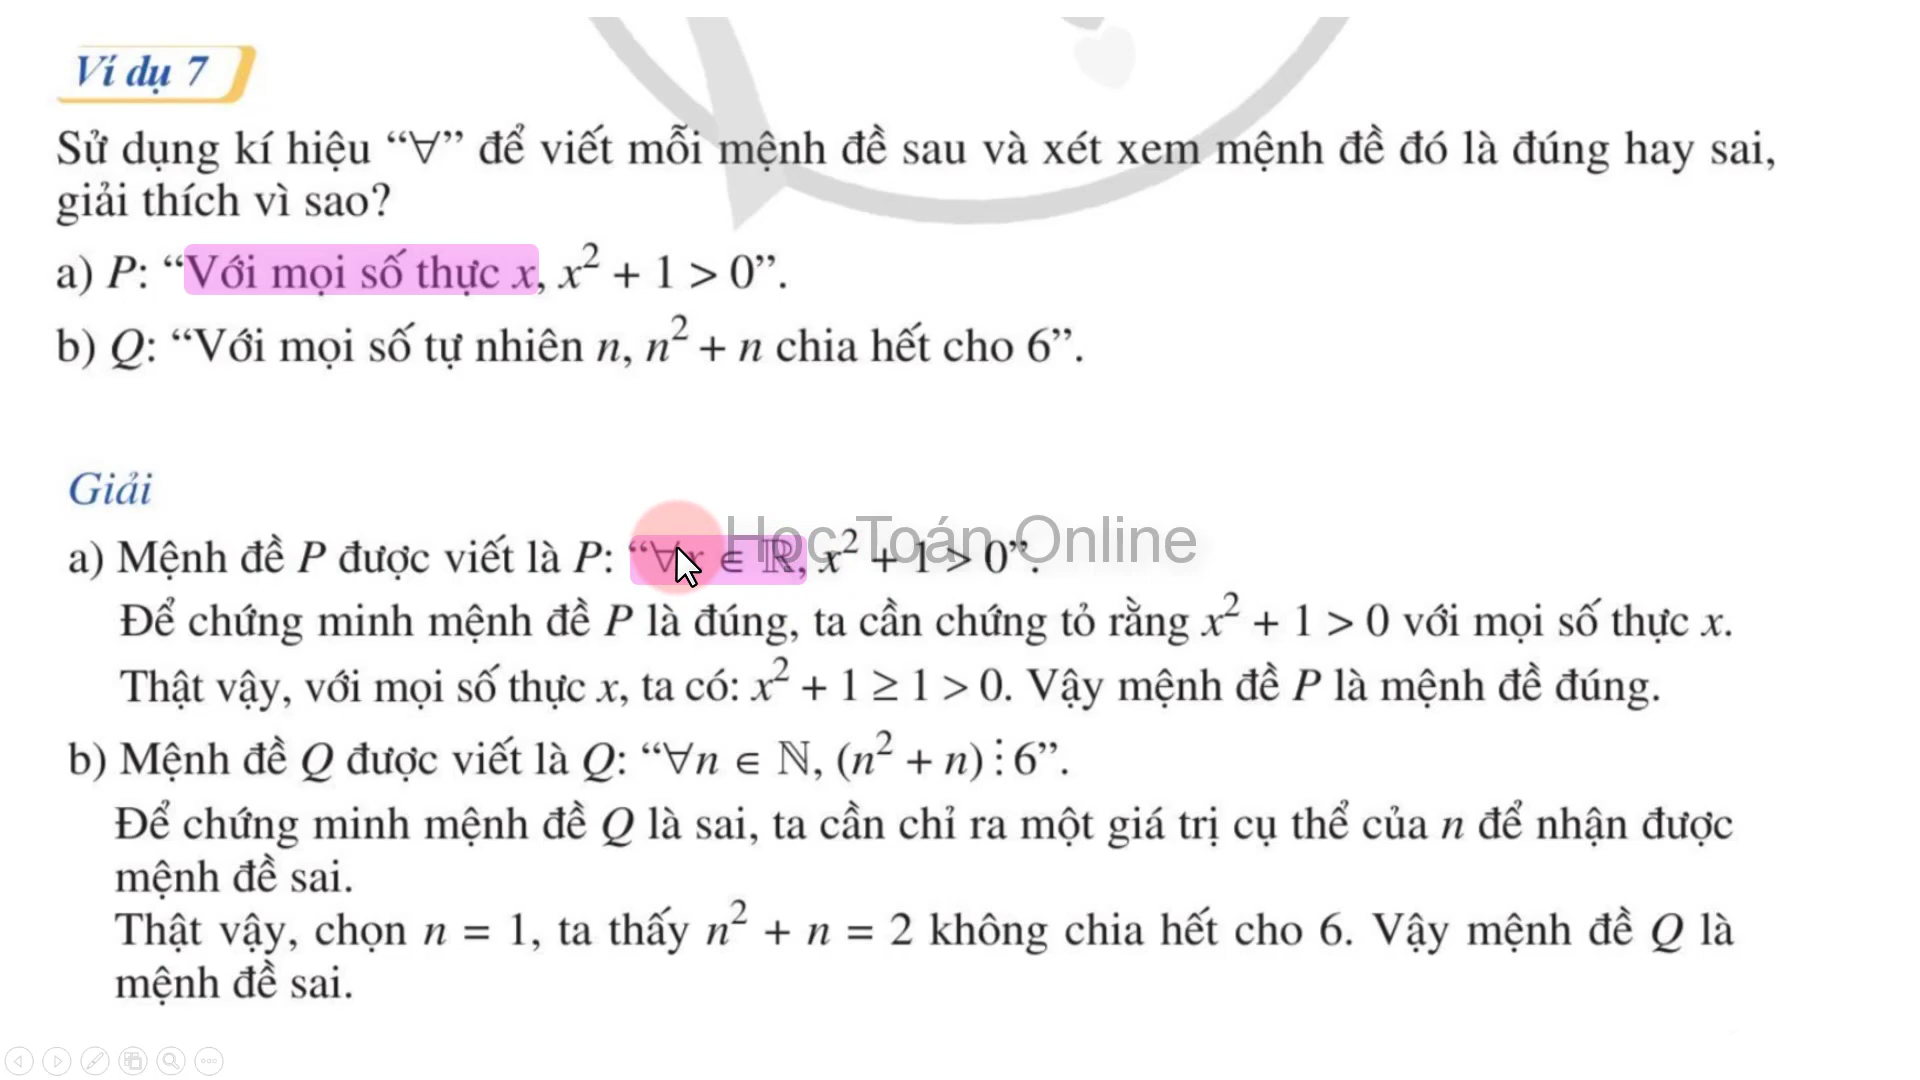 Ví dụ 7
Sử dụng kí hiệu “∀” để viết mỗi mệnh đề sau và xét xem mệnh đề đó là đúng hay sai,
giải thích vì sao?
a) P: “Với mọi số thực x, x² + 1 > 0”.
b) Q: “Với mọi số tự nhiên n, n² + n chia hết cho 6”.
Giải
Học Toán Online
a) Mệnh đề P được viết là P: “∀x ∈ ℝ, x² + 1 > 0”.
Để chứng minh mệnh đề P là đúng, ta cần chứng tỏ rằng x² + 1 > 0 với mọi số thực x.
Thật vậy, với mọi số thực x, ta có: x² + 1 ≥ 1 > 0. Vậy mệnh đề P là mệnh đề đúng.
b) Mệnh đề Q được viết là Q: “∀n ∈ ℕ, (n² + n) ⋮ 6”.
Để chứng minh mệnh đề Q là sai, ta cần chỉ ra một giá trị cụ thể của n để nhận được
mệnh đề sai.
Thật vậy, chọn n = 1, ta thấy n² + n = 2 không chia hết cho 6. Vậy mệnh đề Q là
mệnh đề sai.